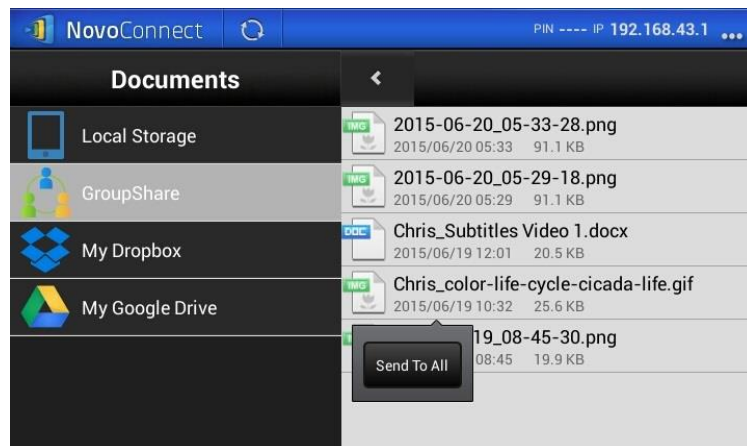 NovoConnect
PIN ---- IP 192.168.43.1
Documents
Local Storage
GroupShare
My Dropbox
My Google Drive
IMG 2015-06-20_05-33-28.png
2015/06/20 05:33 91.1 KB
IMG 2015-06-20_05-29-18.png
2015/06/20 05:29 91.1 KB
DOC Chris_Subtitles Video 1.docx
2015/06/19 12:01 20.5 KB
IMG Chris_color-life-cycle-cicada-life.gif
2015/06/19 10:32 25.6 KB
19_08-45-30.png
08:45 19.9 KB
Send To All